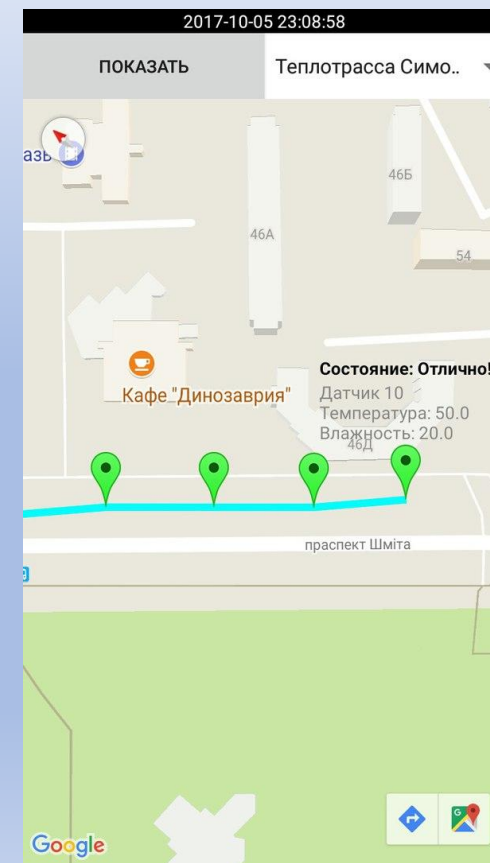 2017-10-05 23:08:58
ПОКАЗАТЬ
Теплотрасса Симо..
азь
46Б
46А
54
Состояние: Отлично!
Кафе "Динозаврия"
Датчик 10
Температура: 50.0
Влажность: 20.0
46Д
праспект Шміта
Google